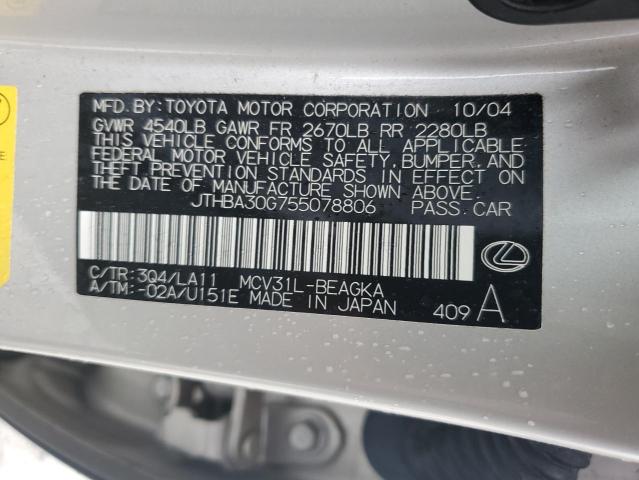 MFD.BY:TOYOTA MOTOR CORPORATION 10/04
GVWR 4540LB GAWR FR 2670LB RR 2280LB
THIS VEHICLE CONFORMS TO ALL APPLICABLE
FEDERAL MOTOR VEHICLE SAFETY, BUMPER, AND
THEFT PREVENTION STANDARDS IN EFFECT ON
THE DATE OF MANUFACTURE SHOWN ABOVE.
JTHBA30G755078806 PASS.CAR
C/TR:3Q4/LA11 MCV31L-BEAGKA
A/TM:-02A/U151E MADE IN JAPAN
409 A